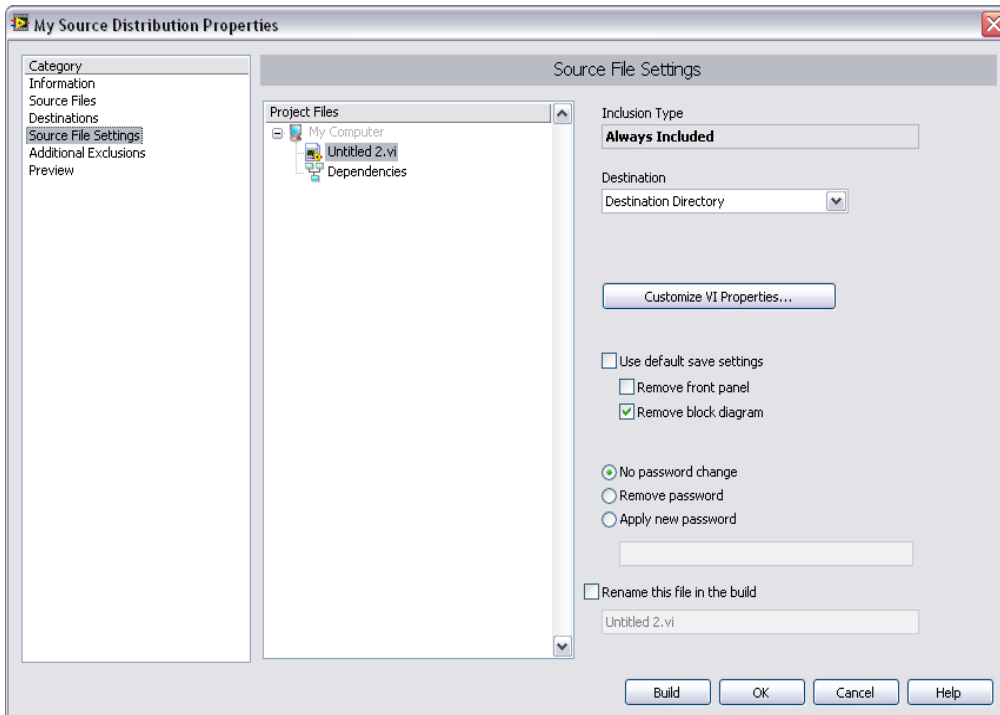 My Source Distribution Properties
Category
Information
Source Files
Destinations
Source File Settings
Additional Exclusions
Preview
Source File Settings
Project Files
My Computer
Untitled 2.vi
Dependencies
Inclusion Type
Always Included
Destination
Destination Directory
Customize VI Properties...
Use default save settings
Remove front panel
Remove block diagram
No password change
Remove password
Apply new password
Rename this file in the build
Untitled 2.vi
Build OK Cancel Help